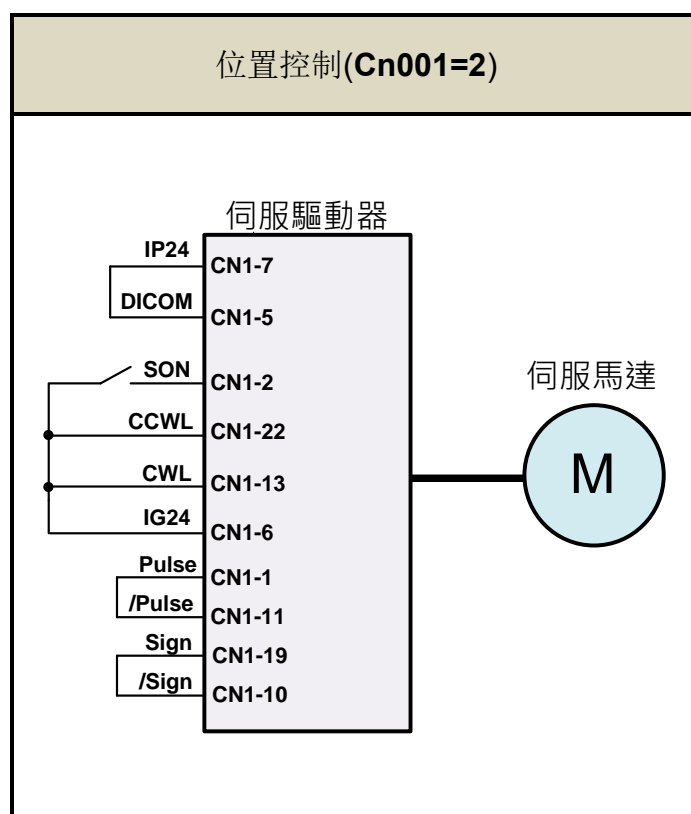 位置控制(Cn001=2)
伺服驅動器
IP24 CN1-7
DICOM CN1-5
SON CN1-2
伺服馬達
CCWL CN1-22
CWL CN1-13
M
IG24 CN1-6
Pulse CN1-1
/Pulse CN1-11
Sign CN1-19
/Sign CN1-10